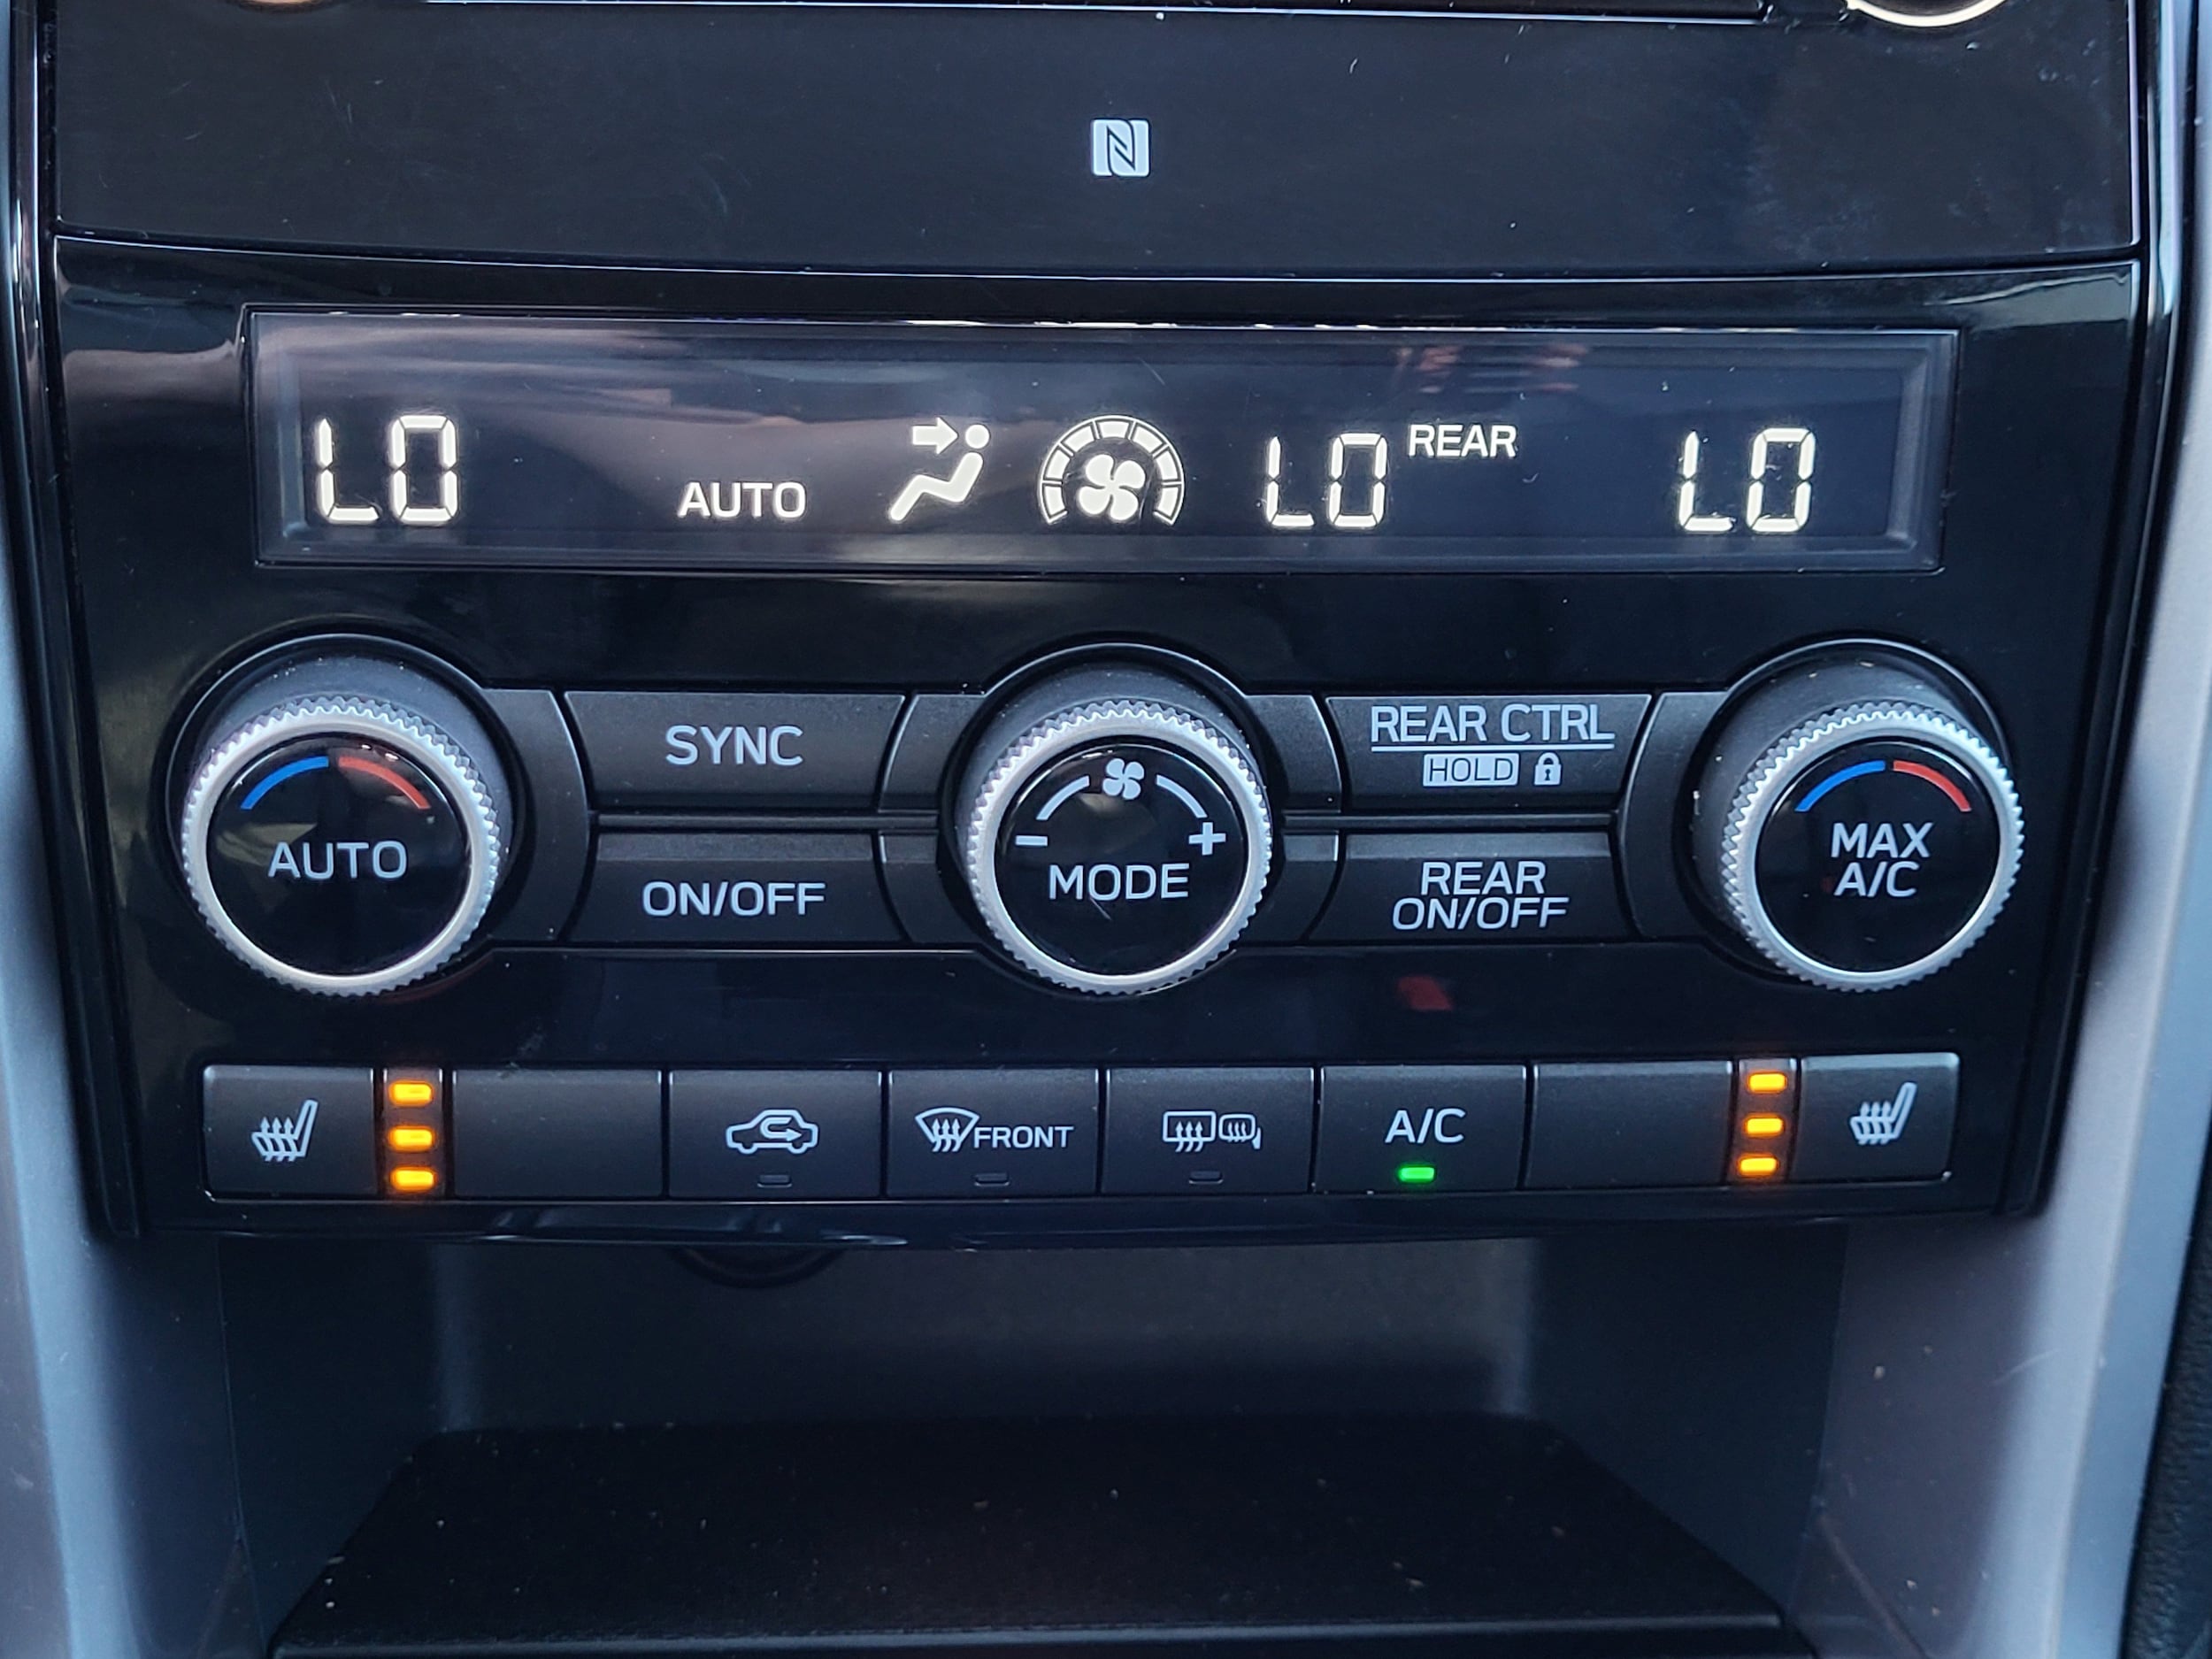 LO AUTO LO REAR LO
SYNC
REAR CTRL
HOLD
AUTO
MODE
MAX
A/C
ON/OFF
REAR
ON/OFF
FRONT
A/C